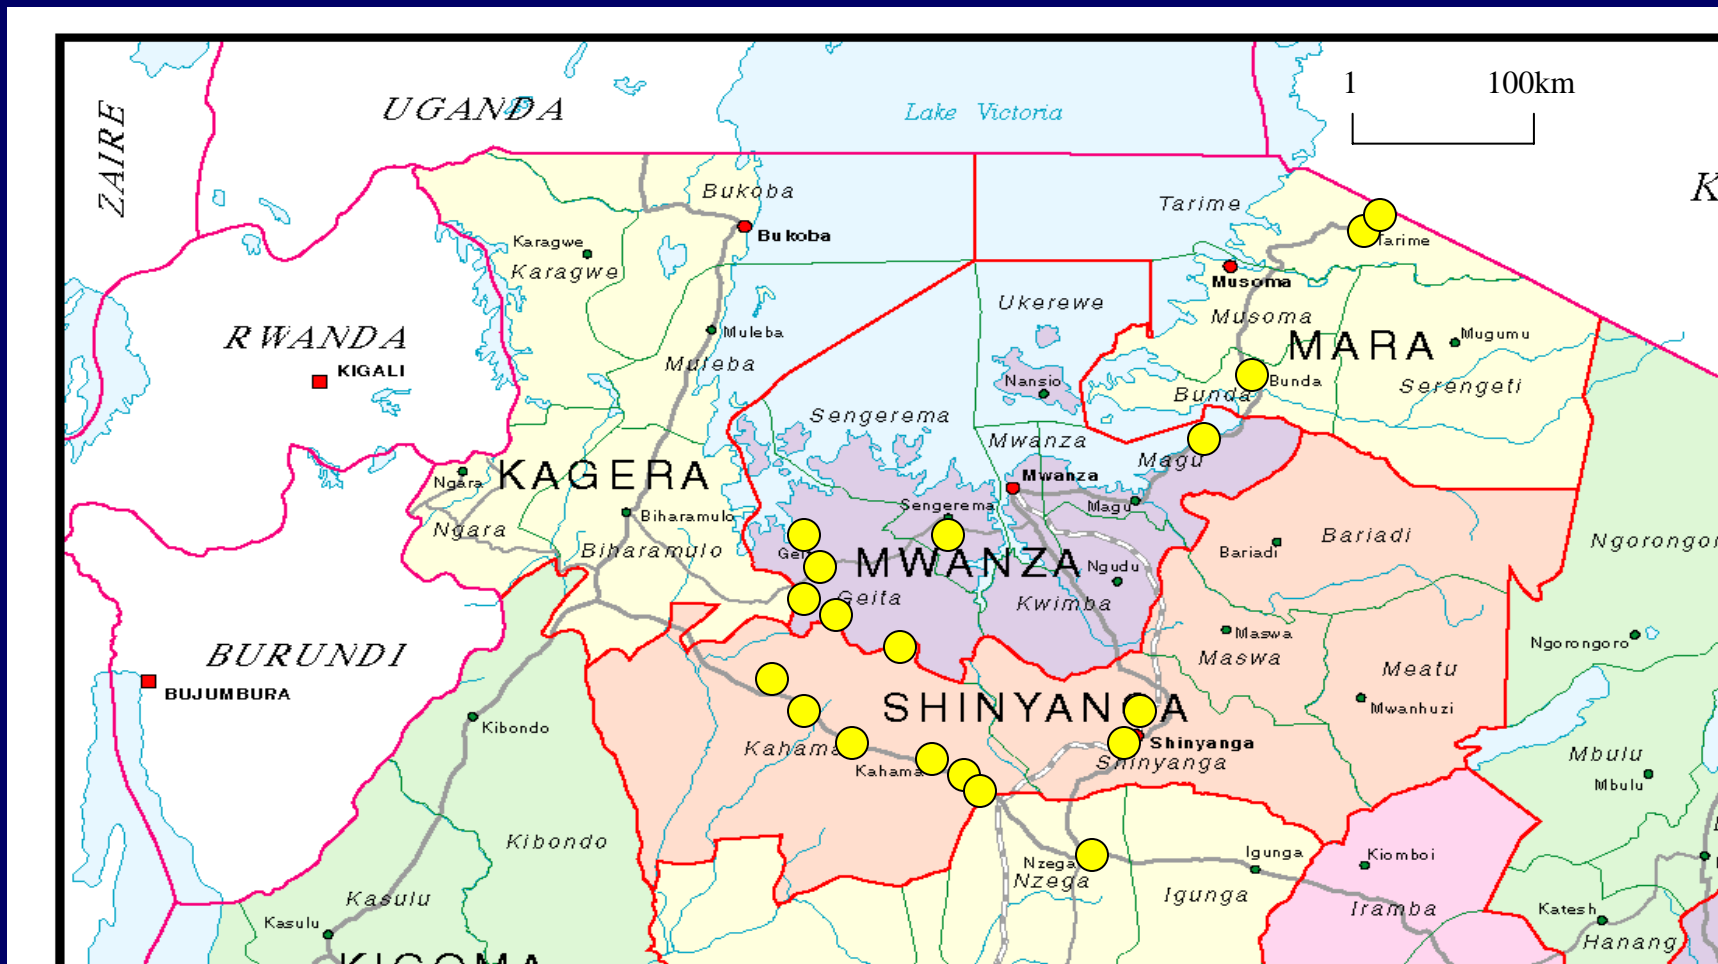 1 100km
ZAIRE
UGANDA
Lake Victoria
K
Bukoba
Bukoba
Tarime
Tarime
Karagwe
Karagwe
Musoma
Musoma
Ukerewe
RWANDA
KIGALI
Muleba
Muleba
MARA
Mugumu
Nansio
Bunda
Bunda
Serengeti
Sengerema
Mwanza
Mwanza
Magu
Magu
KAGERA
Ngara
Ngara
Biharamulo
Biharamulo
Sengerema
MWANZA
Geita
Ngudu
Kwimba
Bariadi
Bariadi
Ngorongoro
BURUNDI
BUJUMBURA
Maswa
Maswa
Meatu
Mwanhuzi
SHINYANGA
Shinyanga
Shinyanga
Kibondo
Kibondo
Kahama
Kahama
Mbulu
Mbulu
Nzega
Nzega
Igunga
Igunga
Kiomboi
Iramba
Kasulu
Kasulu
Katesh
Hanang
KIGOMA